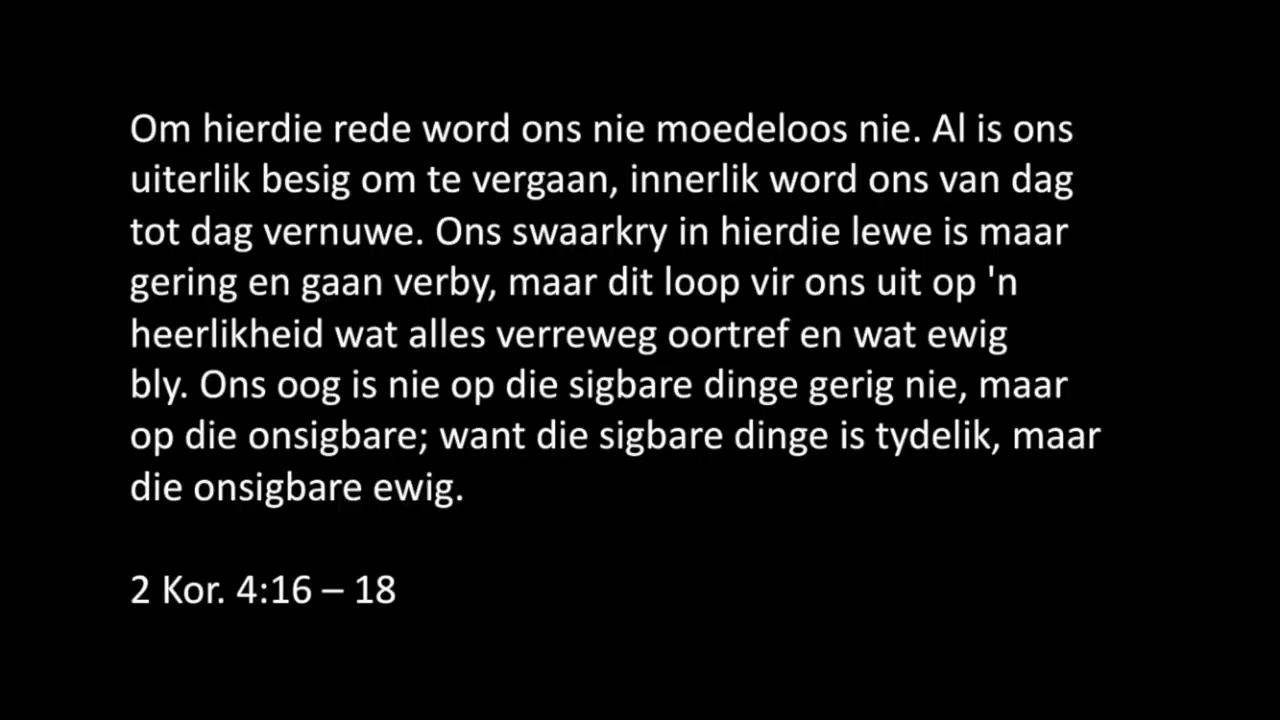 Om hierdie rede word ons nie moedeloos nie. Al is ons
uiterlik besig om te vergaan, innerlik word ons van dag
tot dag vernuwe. Ons swaarkry in hierdie lewe is maar
gering en gaan verby, maar dit loop vir ons uit op 'n
heerlikheid wat alles verreweg oortref en wat ewig
bly. Ons oog is nie op die sigbare dinge gerig nie, maar
op die onsigbare; want die sigbare dinge is tydelik, maar
die onsigbare ewig.
2 Kor. 4:16 – 18